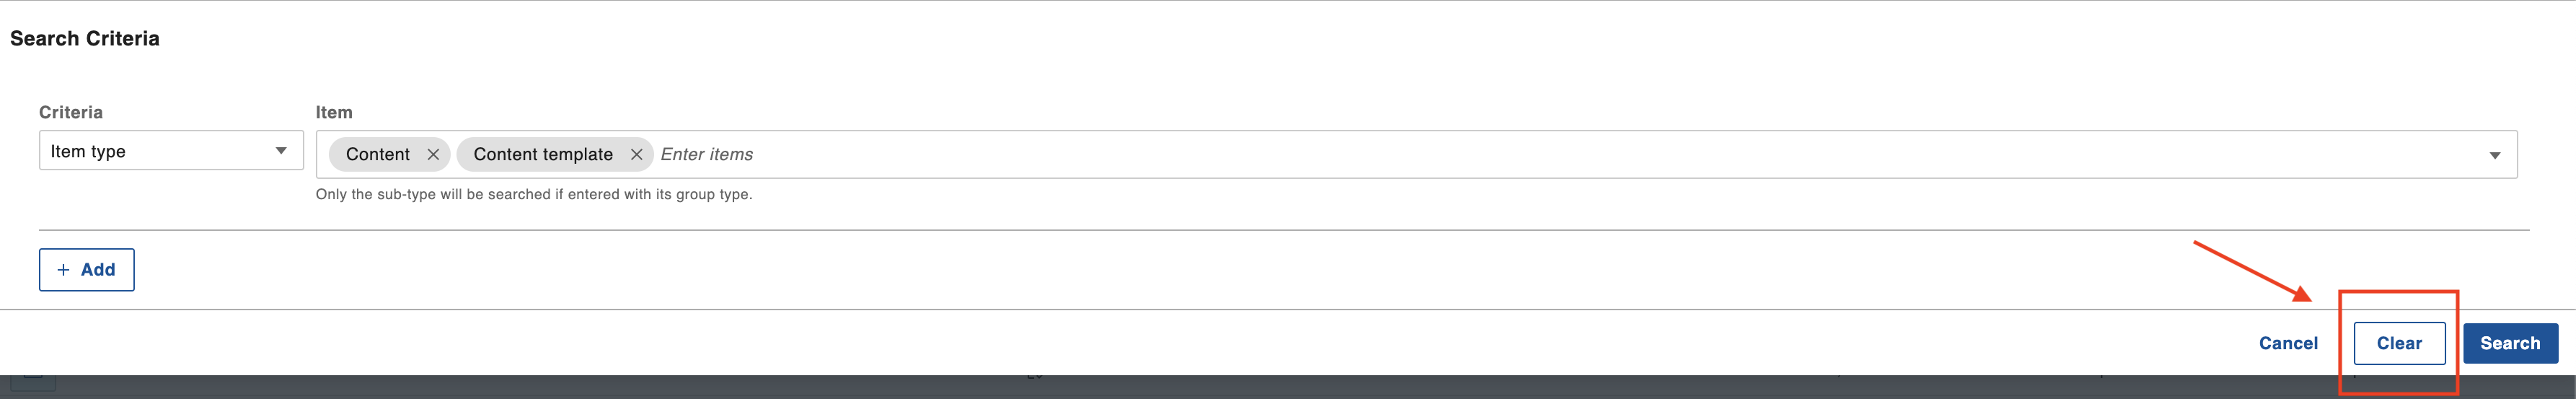 Search Criteria
Criteria
Item
Item type
Content
Content template
Enter items
Only the sub-type will be searched if entered with its group type.
+ Add
Cancel
Clear
Search